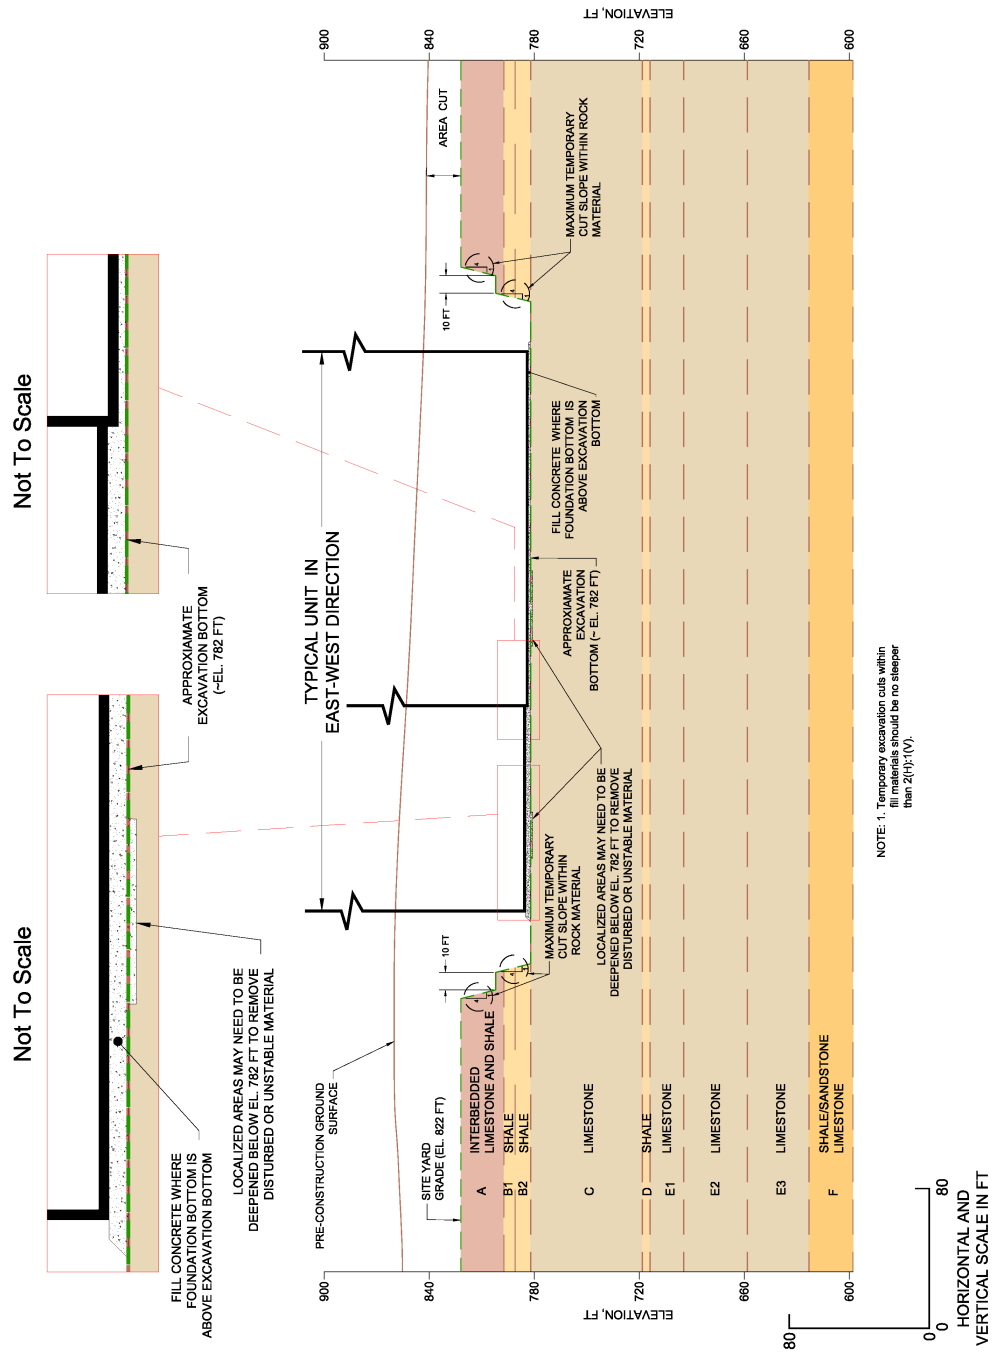 Not To Scale
FILL CONCRETE WHERE
FOUNDATION BOTTOM IS
ABOVE EXCAVATION BOTTOM
LOCALIZED AREAS MAY NEED TO BE
DEEPENED BELOW EL. 782 FT TO REMOVE
DISTURBED OR UNSTABLE MATERIAL
APPROXIAMATE
EXCAVATION BOTTOM
(~EL. 782 FT)
Not To Scale
TYPICAL UNIT IN
EAST-WEST DIRECTION
ELEVATION, FT
900
840
780
720
660
600
PRE-CONSTRUCTION GROUND
SURFACE
SITE YARD
GRADE (EL. 822 FT)
10 FT
4
1
4
1
MAXIMUM TEMPORARY
CUT SLOPE WITHIN
ROCK MATERIAL
LOCALIZED AREAS MAY NEED TO BE
DEEPENED BELOW EL. 782 FT TO REMOVE
DISTURBED OR UNSTABLE MATERIAL
APPROXIAMATE
EXCAVATION
BOTTOM (~ EL. 782 FT)
FILL CONCRETE WHERE
FOUNDATION BOTTOM IS
ABOVE EXCAVATION
BOTTOM
10 FT
4
1
4
1
MAXIMUM TEMPORARY
CUT SLOPE WITHIN ROCK
MATERIAL
AREA CUT
ELEVATION, FT
900
840
780
720
660
600
A INTERBEDDED
LIMESTONE AND SHALE
B1 SHALE
B2 SHALE
C LIMESTONE
D SHALE
E1 LIMESTONE
E2 LIMESTONE
E3 LIMESTONE
F SHALE/SANDSTONE
LIMESTONE
NOTE: 1. Temporary excavation cuts within
fill materials should be no steeper
than 2(H):1(V).
80
0
0
80
HORIZONTAL AND
VERTICAL SCALE IN FT